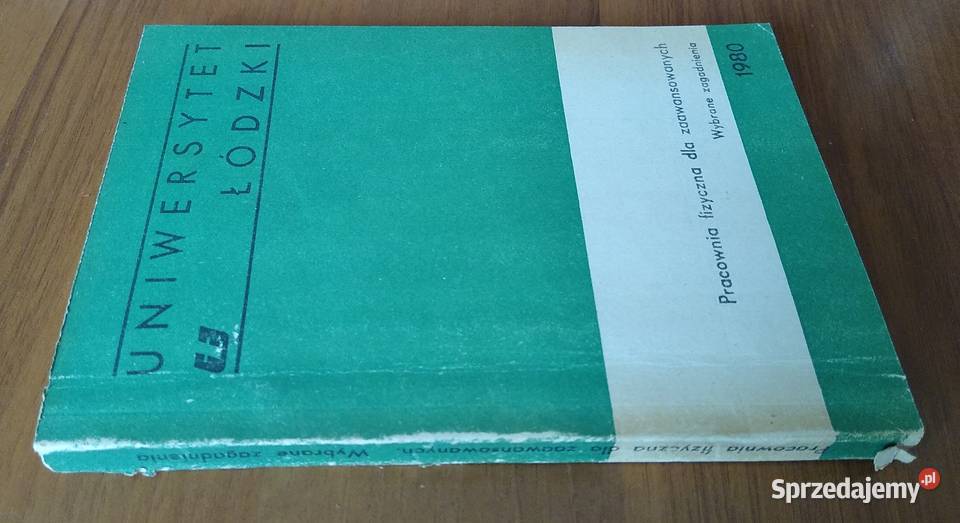 UNIWERSYTET
ŁÓDZKI
Pracownia fizyczna dla zaawansowanych
Wybrane zagadnienia
1980
Pracownia fizyczna dla zaawansowanych. Wybrane zagadnienia
Sprzedajemy.pl